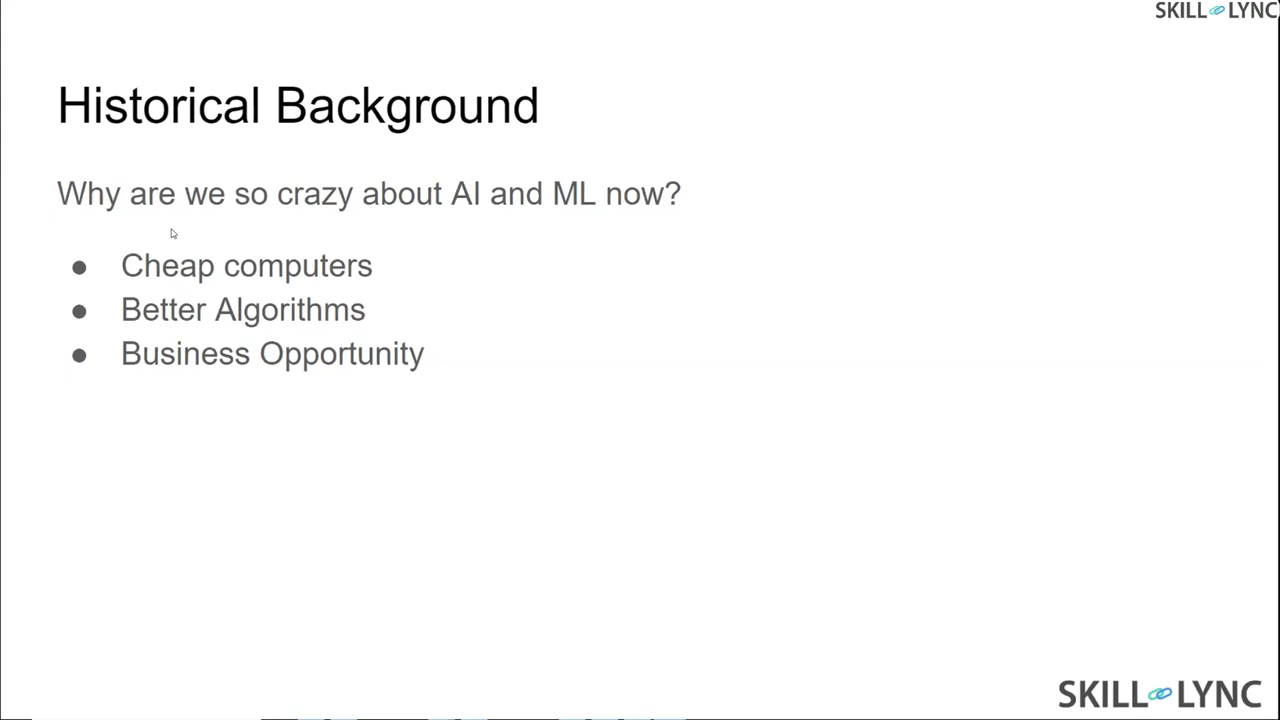 SKILL LYNC
Historical Background
Why are we so crazy about AI and ML now?
● Cheap computers
● Better Algorithms
● Business Opportunity
SKILL LYNC